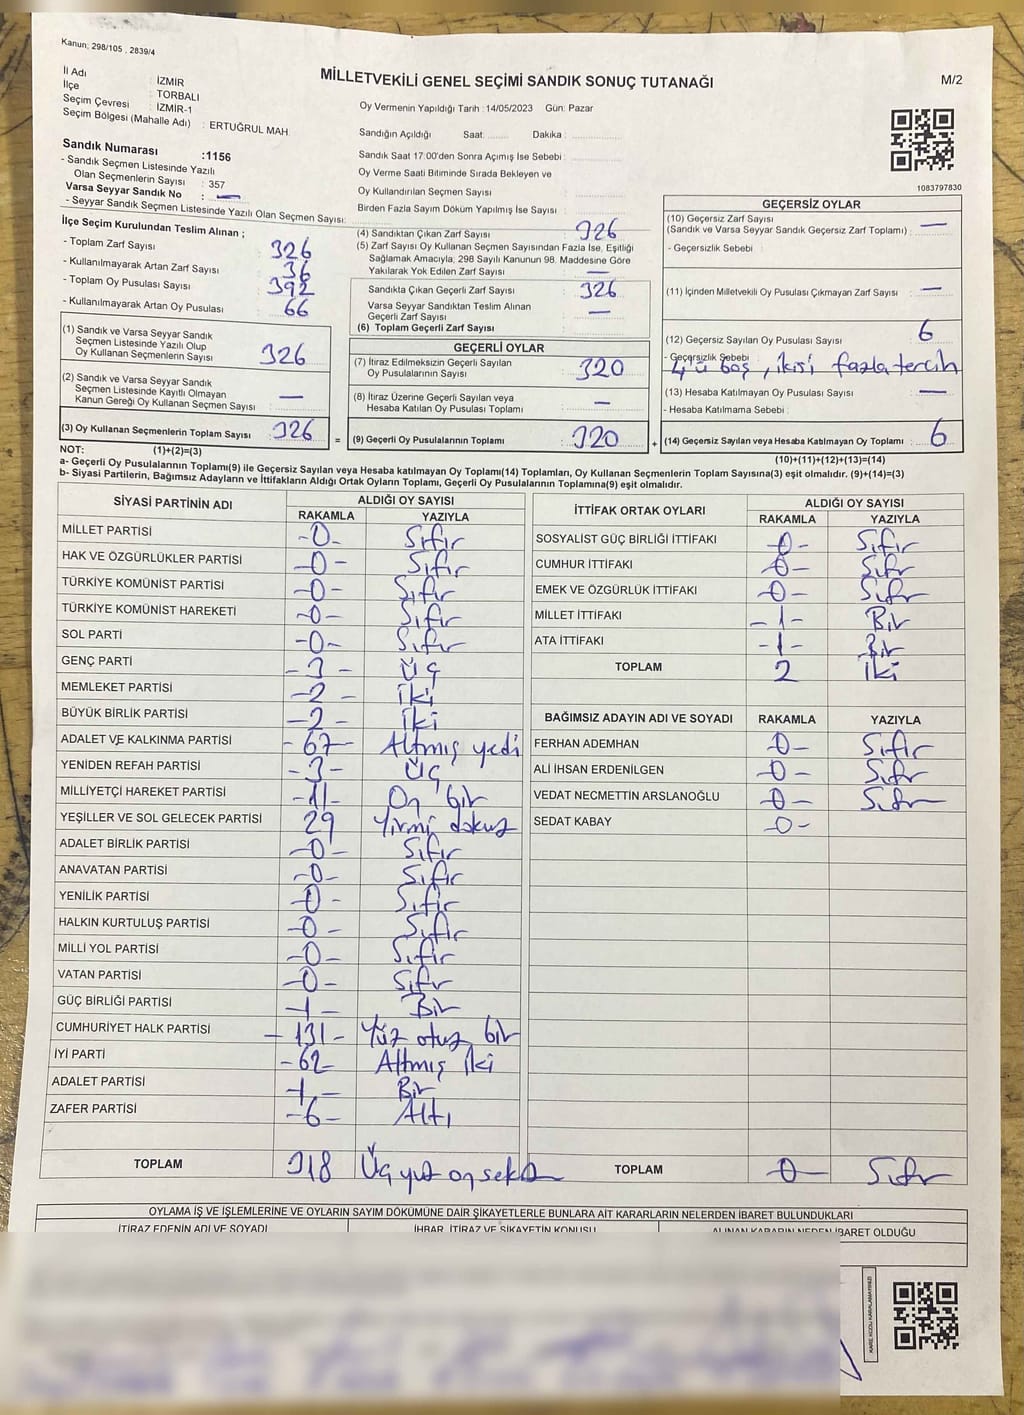 Kanun; 298/105 , 2839/4
MİLLETVEKİLİ GENEL SEÇİMİ SANDIK SONUÇ TUTANAĞI
M/2
İl Adı : İZMİR
İlçe : TORBALI
Seçim Çevresi : İZMİR-1
Seçim Bölgesi (Mahalle Adı) : ERTUĞRUL MAH.
Oy Vermenin Yapıldığı Tarih : 14/05/2023 Gün: Pazar
Sandığın Açıldığı Saat: Dakika :
Sandık Saat 17:00'den Sonra Açımış İse Sebebi :
Oy Verme Saati Bitiminde Sırada Bekleyen ve
Oy Kullandırılan Seçmen Sayısı :
Birden Fazla Sayım Döküm Yapılmış İse Sayısı :
1083797830
Sandık Numarası :1156
- Sandık Seçmen Listesinde Yazılı
Olan Seçmenlerin Sayısı : 357
Varsa Seyyar Sandık No : —
- Seyyar Sandık Seçmen Listesinde Yazılı Olan Seçmen Sayısı:
İlçe Seçim Kurulundan Teslim Alınan ;
- Toplam Zarf Sayısı : 326
- Kullanılmayarak Artan Zarf Sayısı : 36
- Toplam Oy Pusulası Sayısı : 392
- Kullanılmayarak Artan Oy Pusulası : 66
(1) Sandık ve Varsa Seyyar Sandık
Seçmen Listesinde Yazılı Olup
Oy Kullanan Seçmenlerin Sayısı : 326
(2) Sandık ve Varsa Seyyar Sandık
Seçmen Listesinde Kayıtlı Olmayan
Kanun Gereği Oy Kullanan Seçmen Sayısı : —
(3) Oy Kullanan Seçmenlerin Toplam Sayısı : 326
(4) Sandıktan Çıkan Zarf Sayısı : 326
(5) Zarf Sayısı Oy Kullanan Seçmen Sayısından Fazla İse, Eşitliği
Sağlamak Amacıyla; 298 Sayılı Kanunun 98. Maddesine Göre
Yakılarak Yok Edilen Zarf Sayısı : —
Sandıkta Çıkan Geçerli Zarf Sayısı : 326
Varsa Seyyar Sandıktan Teslim Alınan
Geçerli Zarf Sayısı : —
(6) Toplam Geçerli Zarf Sayısı :
GEÇERLİ OYLAR
(7) İtiraz Edilmeksizin Geçerli Sayılan
Oy Pusulalarının Sayısı : 320
(8) İtiraz Üzerine Geçerli Sayılan veya
Hesaba Katılan Oy Pusulası Toplamı : —
= (9) Geçerli Oy Pusulalarının Toplamı : 320
GEÇERSİZ OYLAR
(10) Geçersiz Zarf Sayısı
(Sandık ve Varsa Seyyar Sandık Geçersiz Zarf Toplamı) : —
- Geçersizlik Sebebi :
(11) İçinden Milletvekili Oy Pusulası Çıkmayan Zarf Sayısı : —
(12) Geçersiz Sayılan Oy Pusulası Sayısı : 6
- Geçersizlik Sebebi
4'ü boş, ikisi fazla tercih
(13) Hesaba Katılmayan Oy Pusulası Sayısı : —
- Hesaba Katılmama Sebebi :
+ (14) Geçersiz Sayılan veya Hesaba Katılmayan Oy Toplamı : 6
NOT: (1)+(2)=(3)
(10)+(11)+(12)+(13)=(14)
a- Geçerli Oy Pusulalarının Toplamı(9) ile Geçersiz Sayılan veya Hesaba katılmayan Oy Toplamı(14) Toplamları, Oy Kullanan Seçmenlerin Toplam Sayısına(3) eşit olmalıdır. (9)+(14)=(3)
b- Siyasi Partilerin, Bağımsız Adayların ve İttifakların Aldığı Ortak Oyların Toplamı, Geçerli Oy Pusulalarının Toplamına(9) eşit olmalıdır.
SİYASİ PARTİNİN ADI ALDIĞI OY SAYISI
RAKAMLA YAZIYLA
MİLLET PARTİSİ -0- Sıfır
HAK VE ÖZGÜRLÜKLER PARTİSİ -0- Sıfır
TÜRKİYE KOMÜNİST PARTİSİ -0- Sıfır
TÜRKİYE KOMÜNİST HAREKETİ -0- Sıfır
SOL PARTİ -0- Sıfır
GENÇ PARTİ -3- Üç
MEMLEKET PARTİSİ -2- İki
BÜYÜK BİRLİK PARTİSİ -2- İki
ADALET VE KALKINMA PARTİSİ -67- Altmış yedi
YENİDEN REFAH PARTİSİ -3- Üç
MİLLİYETÇİ HAREKET PARTİSİ -11- On bir
YEŞİLLER VE SOL GELECEK PARTİSİ 29 Yirmi dokuz
ADALET BİRLİK PARTİSİ -0- Sıfır
ANAVATAN PARTİSİ -0- Sıfır
YENİLİK PARTİSİ -0- Sıfır
HALKIN KURTULUŞ PARTİSİ -0- Sıfır
MİLLİ YOL PARTİSİ -0- Sıfır
VATAN PARTİSİ -0- Sıfır
GÜÇ BİRLİĞİ PARTİSİ -1- Bir
CUMHURİYET HALK PARTİSİ -131- Yüz otuz bir
İYİ PARTİ -62- Altmış iki
ADALET PARTİSİ -1- Bir
ZAFER PARTİSİ -6- Altı
TOPLAM 318 Üç yüz on sekiz
İTTİFAK ORTAK OYLARI ALDIĞI OY SAYISI
RAKAMLA YAZIYLA
SOSYALİST GÜÇ BİRLİĞİ İTTİFAKI -0- Sıfır
CUMHUR İTTİFAKI -0- Sıfır
EMEK VE ÖZGÜRLÜK İTTİFAKI -0- Sıfır
MİLLET İTTİFAKI -1- Bir
ATA İTTİFAKI -1- Bir
TOPLAM 2 İki
BAĞIMSIZ ADAYIN ADI VE SOYADI RAKAMLA YAZIYLA
FERHAN ADEMHAN -0- Sıfır
ALİ İHSAN ERDENİLGEN -0- Sıfır
VEDAT NECMETTİN ARSLANOĞLU -0- Sıfır
SEDAT KABAY -0-
TOPLAM -0- Sıfır
OYLAMA İŞ VE İŞLEMLERİNE VE OYLARIN SAYIM DÖKÜMÜNE DAİR ŞİKAYETLERLE BUNLARA AİT KARARLARIN NELERDEN İBARET BULUNDUKLARI
İTİRAZ EDENİN ADI VE SOYADI İHBAR, İTİRAZ VE ŞİKAYETİN KONUSU ALINAN KARARIN NEDEN İBARET OLDUĞU
KARE KODU KARALAMAYINIZ!